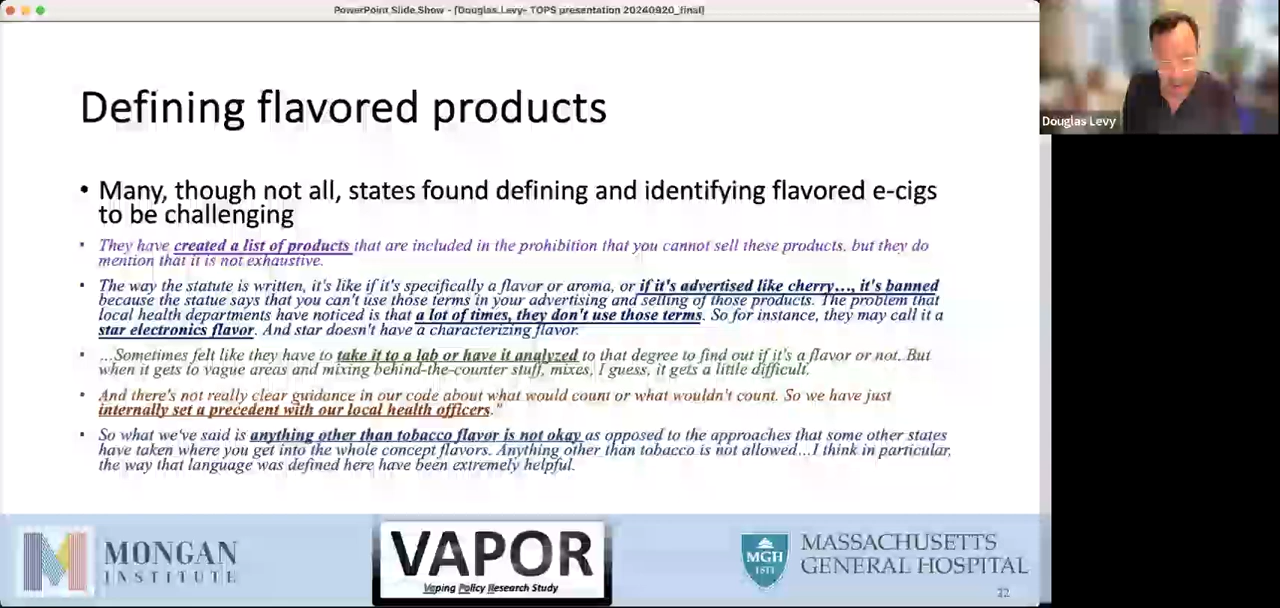 PowerPoint Slide Show - [Douglas Levy- TOPS presentation 20240920_final]
Defining flavored products
• Many, though not all, states found defining and identifying flavored e-cigs
to be challenging
• They have created a list of products that are included in the prohibition that you cannot sell these products, but they do
mention that it is not exhaustive.
• The way the statute is written, it's like if it's specifically a flavor or aroma, or if it's advertised like cherry…, it's banned
because the statue says that you can't use those terms in your advertising and selling of those products. The problem that
local health departments have noticed is that a lot of times, they don't use those terms. So for instance, they may call it a
star electronics flavor. And star doesn't have a characterizing flavor.
• …Sometimes felt like they have to take it to a lab or have it analyzed to that degree to find out if it's a flavor or not..But
when it gets to vague areas and mixing behind-the-counter stuff, mixes, I guess, it gets a little difficult.
• And there's not really clear guidance in our code about what would count or what wouldn't count. So we have just
internally set a precedent with our local health officers."
• So what we've said is anything other than tobacco flavor is not okay as opposed to the approaches that some other states
have taken where you get into the whole concept flavors. Anything other than tobacco is not allowed…I think in particular,
the way that language was defined here have been extremely helpful.
MONGAN
INSTITUTE
VAPOR
Vaping Policy Research Study
MGH
1811
MASSACHUSETTS
GENERAL HOSPITAL
22
Douglas Levy